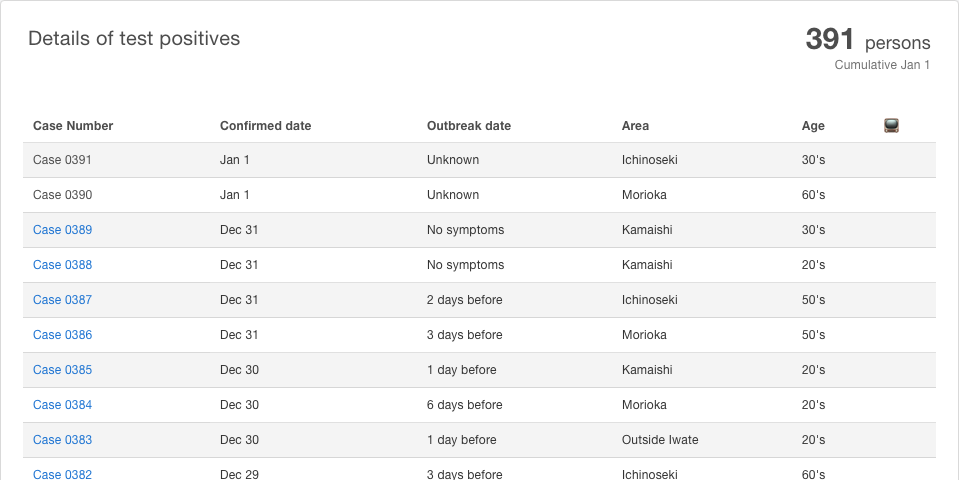 Details of test positives
391 persons
Cumulative Jan 1
Case Number Confirmed date Outbreak date Area Age
Case 0391 Jan 1 Unknown Ichinoseki 30's
Case 0390 Jan 1 Unknown Morioka 60's
Case 0389 Dec 31 No symptoms Kamaishi 30's
Case 0388 Dec 31 No symptoms Kamaishi 20's
Case 0387 Dec 31 2 days before Ichinoseki 50's
Case 0386 Dec 31 3 days before Morioka 50's
Case 0385 Dec 30 1 day before Kamaishi 20's
Case 0384 Dec 30 6 days before Morioka 20's
Case 0383 Dec 30 1 day before Outside Iwate 20's
Case 0382 Dec 29 3 days before Ichinoseki 60's